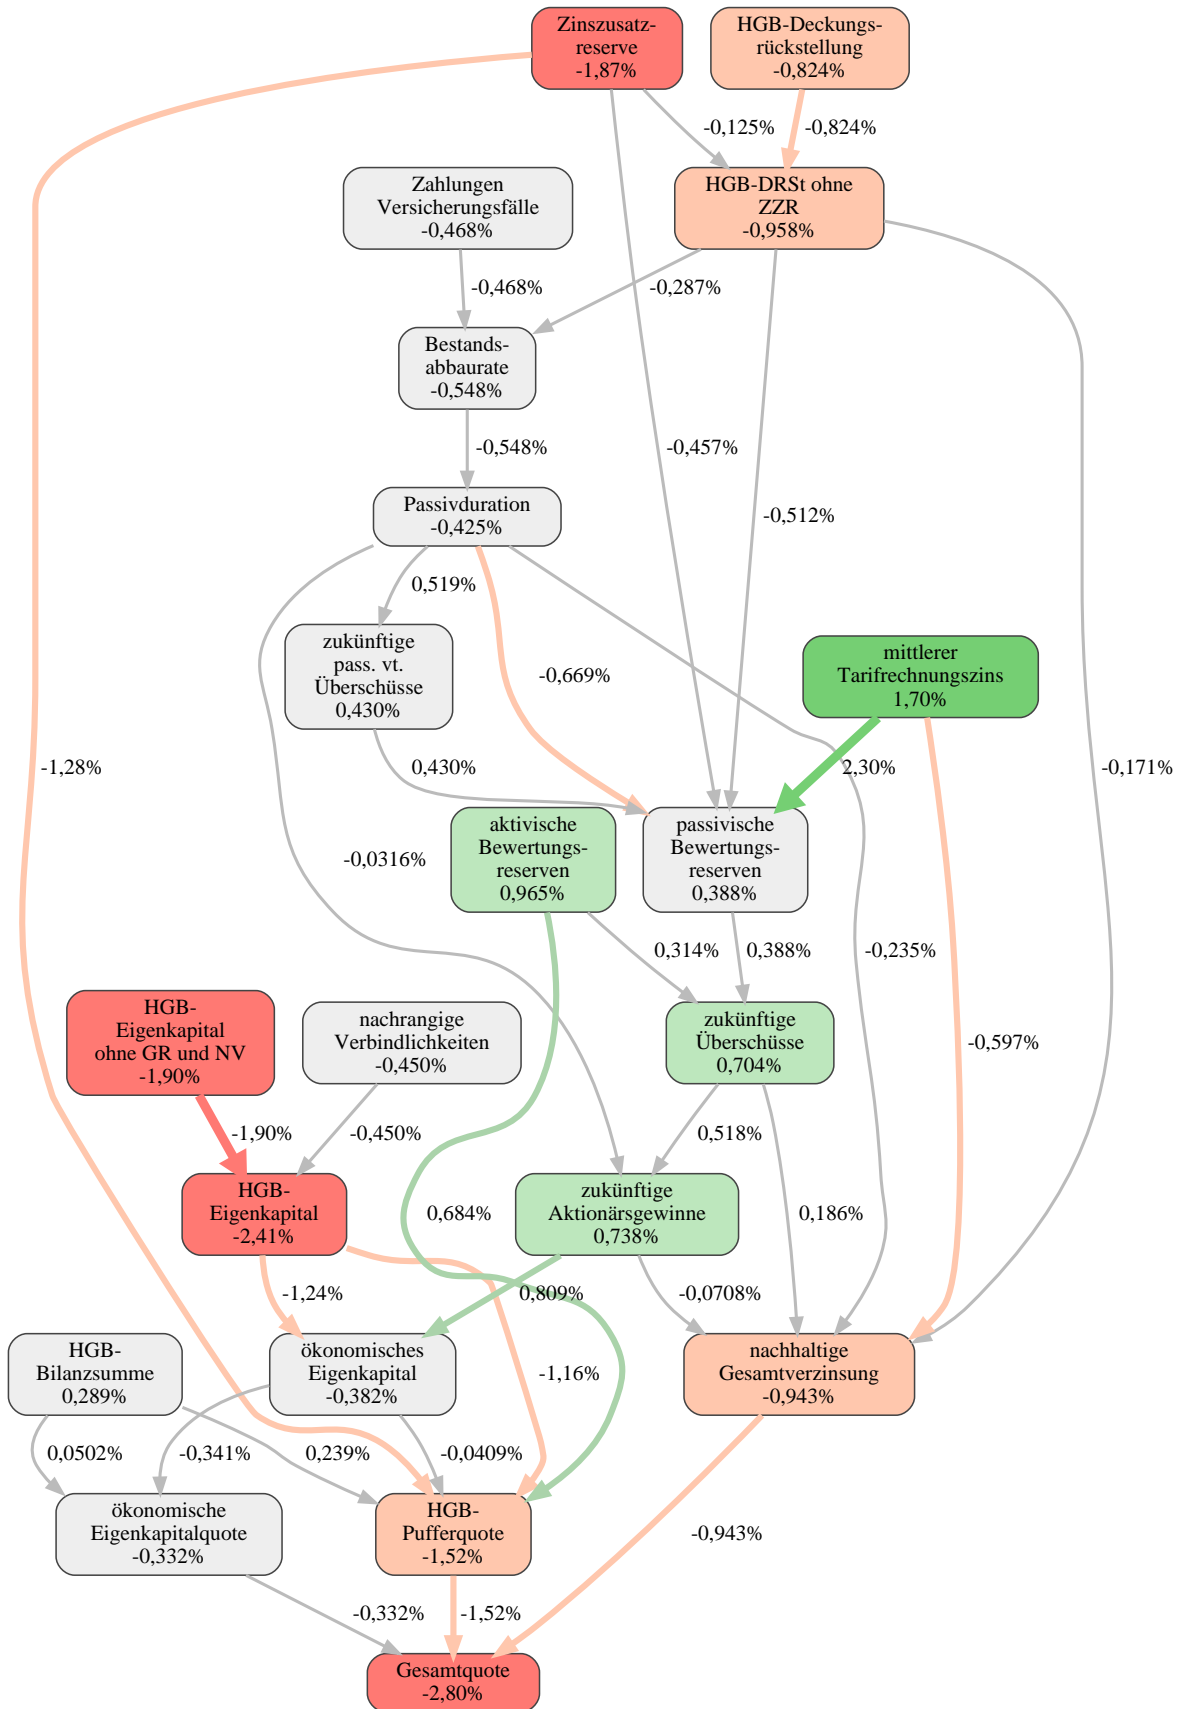 Zinszusatz-
reserve
-1,87%
HGB-Deckungs-
rückstellung
-0,824%
-0,125%
-0,824%
Zahlungen
Versicherungsfälle
-0,468%
HGB-DRSt ohne
ZZR
-0,958%
-0,468%
-0,287%
Bestands-
abbaurate
-0,548%
-0,548%
-0,457%
Passivduration
-0,425%
-0,512%
0,519%
zukünftige
pass. vt.
Überschüsse
0,430%
-0,669%
mittlerer
Tarifrechnungszins
1,70%
-1,28%
0,430%
2,30%
-0,171%
aktivische
Bewertungs-
reserven
0,965%
passivische
Bewertungs-
reserven
0,388%
-0,0316%
0,314%
0,388%
-0,235%
HGB-
Eigenkapital
ohne GR und NV
-1,90%
nachrangige
Verbindlichkeiten
-0,450%
zukünftige
Überschüsse
0,704%
-0,597%
-1,90%
-0,450%
0,518%
HGB-
Eigenkapital
-2,41%
0,684%
zukünftige
Aktionärsgewinne
0,738%
0,186%
-1,24%
0,809%
-0,0708%
HGB-
Bilanzsumme
0,289%
ökonomisches
Eigenkapital
-0,382%
-1,16%
nachhaltige
Gesamtverzinsung
-0,943%
0,0502%
-0,341%
0,239%
-0,0409%
ökonomische
Eigenkapitalquote
-0,332%
HGB-
Pufferquote
-1,52%
-0,943%
-0,332%
-1,52%
Gesamtquote
-2,80%